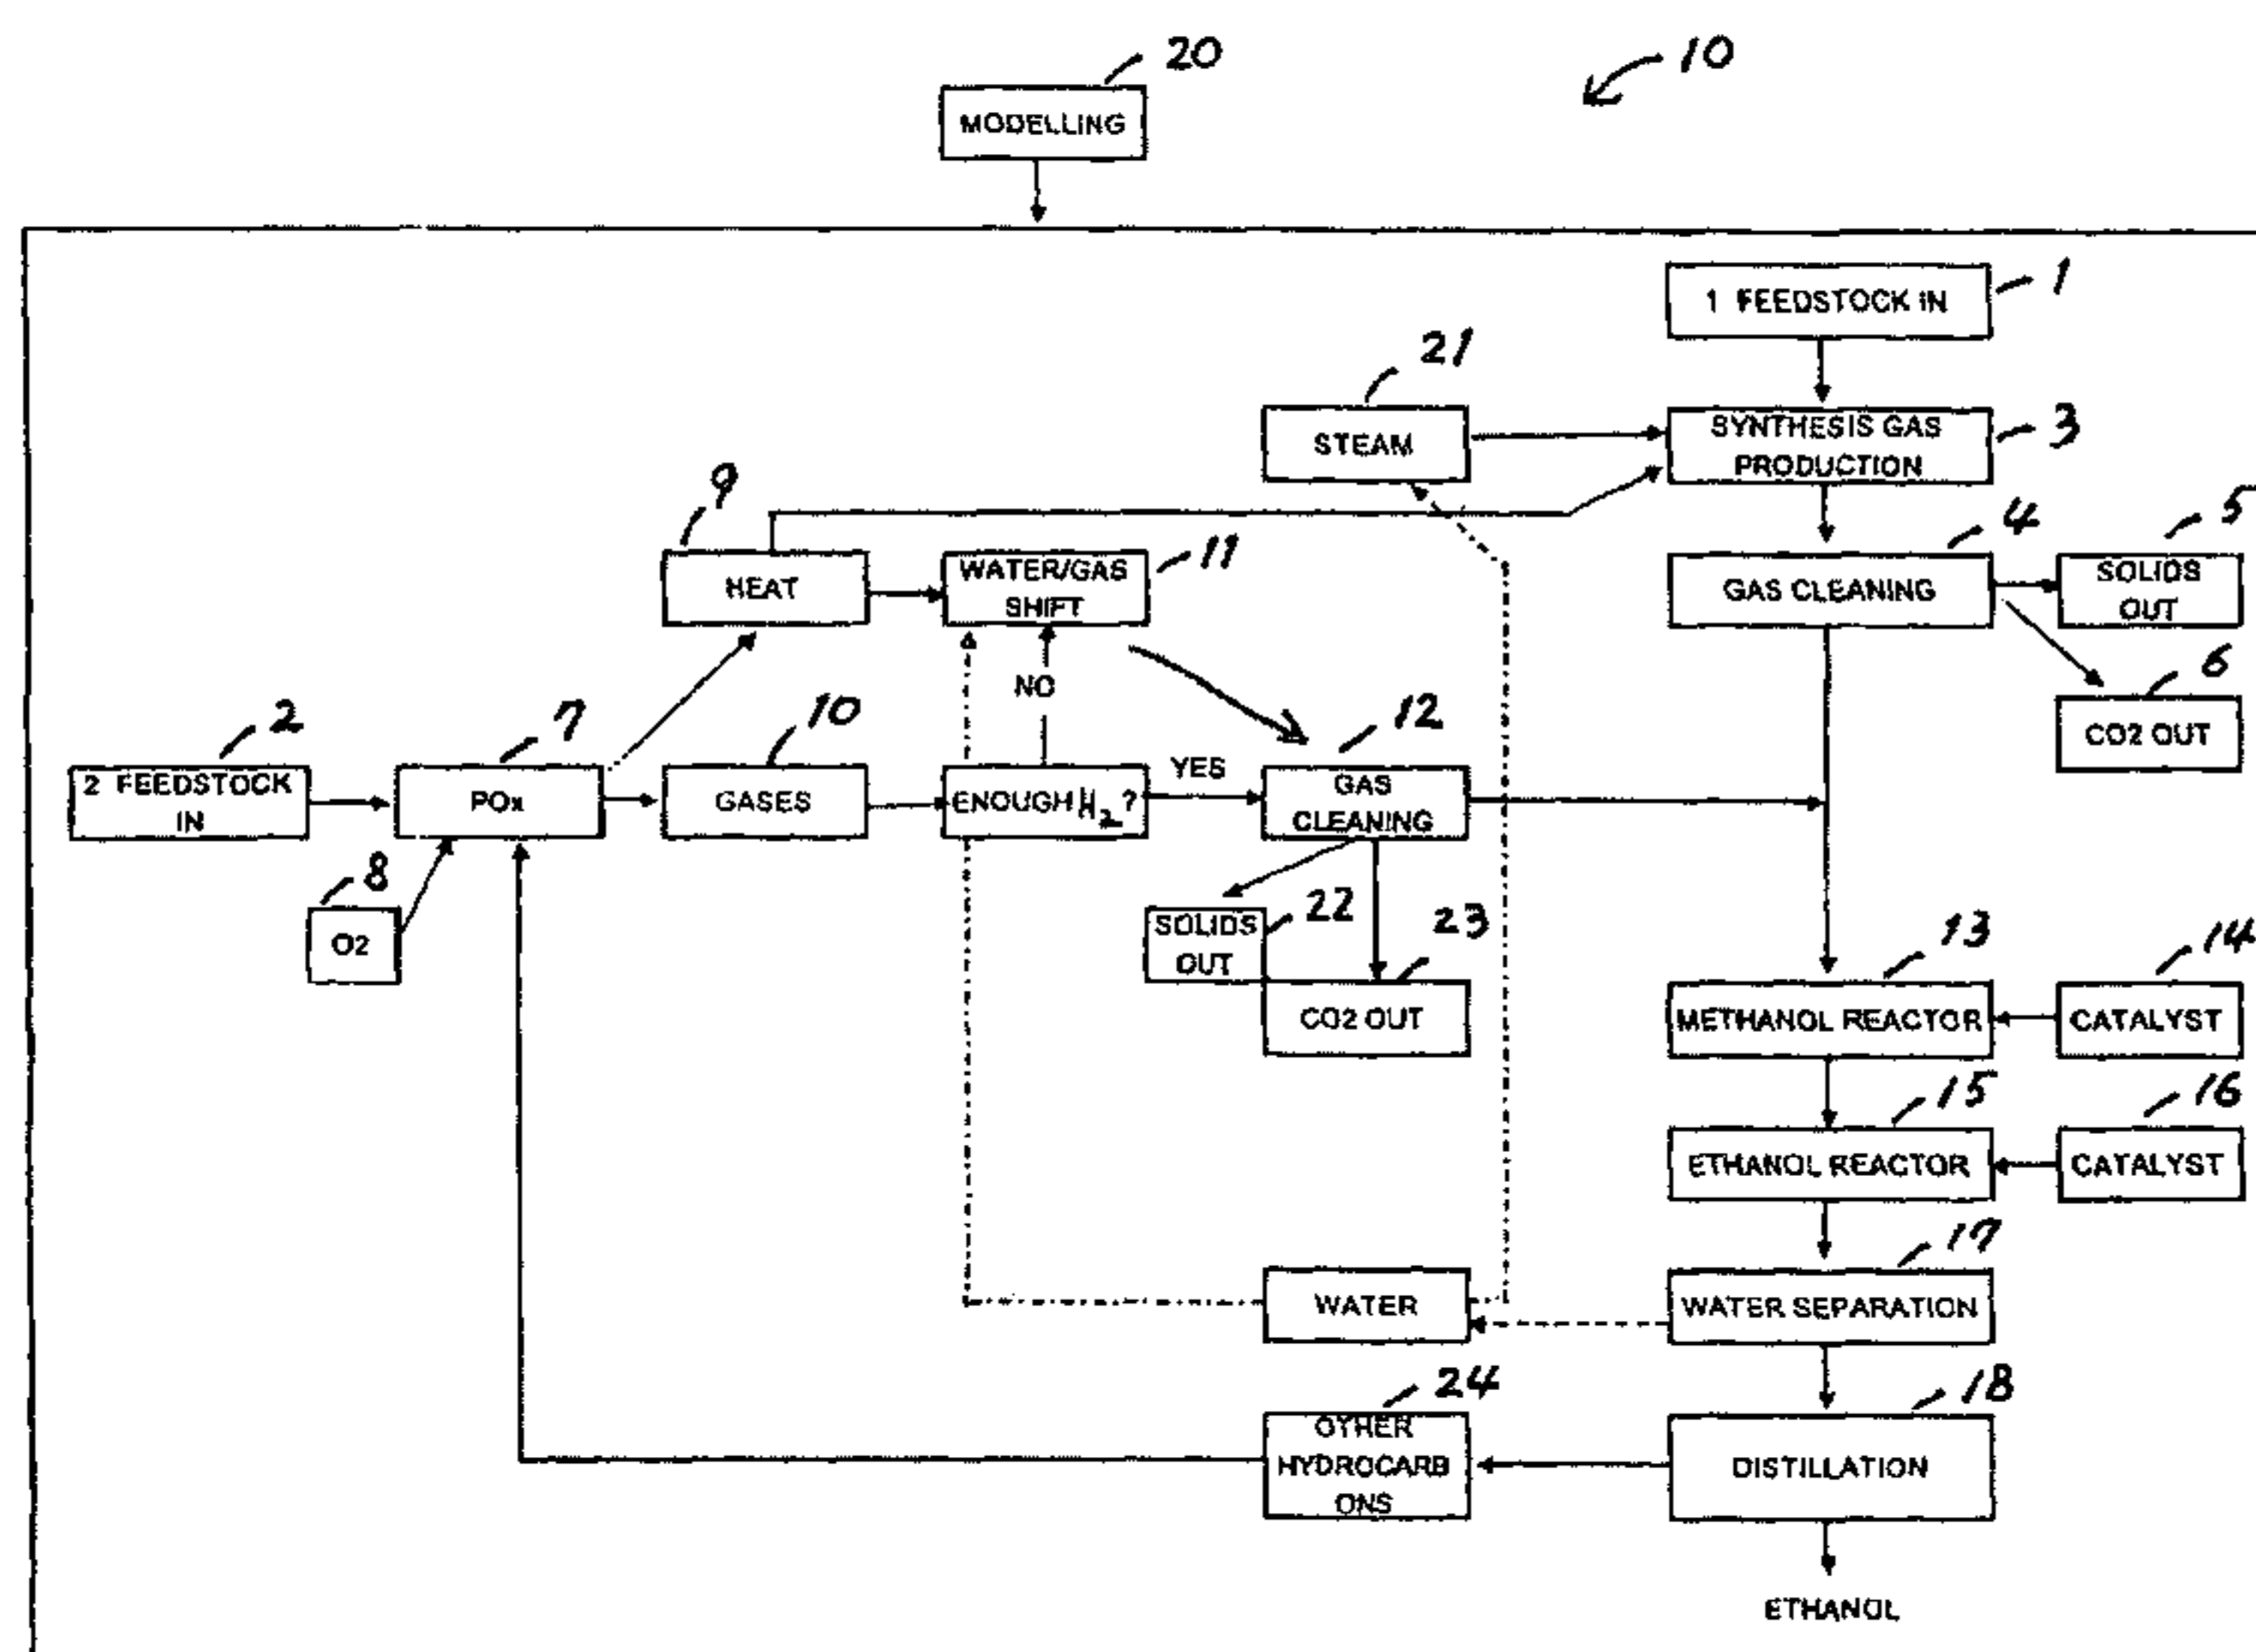 20
10
MODELLING
1
1 FEEDSTOCK IN
21
STEAM
SYNTHESIS GAS
PRODUCTION
3
9
HEAT
WATER/GAS
SHIFT
11
4
GAS CLEANING
5
SOLIDS
OUT
6
CO2 OUT
NO
2
2 FEEDSTOCK
IN
7
POx
10
GASES
ENOUGH H2 ?
YES
12
GAS
CLEANING
8
O2
SOLIDS
OUT
22
23
CO2 OUT
13
METHANOL REACTOR
14
CATALYST
15
ETHANOL REACTOR
16
CATALYST
17
WATER
WATER SEPARATION
24
OTHER
HYDROCARB
ONS
18
DISTILLATION
ETHANOL